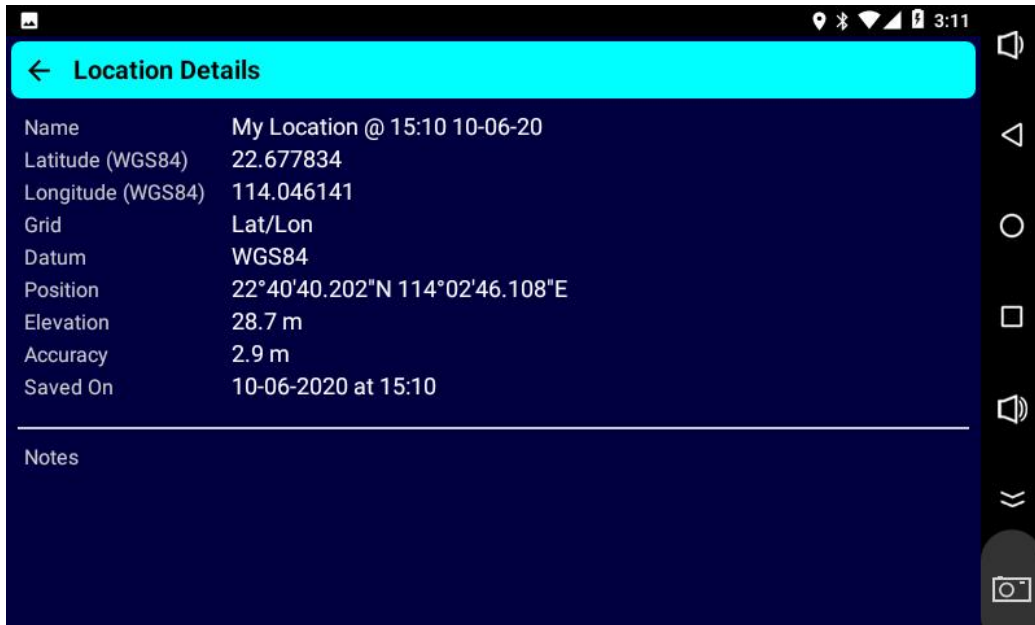 3:11
Location Details
Name My Location @ 15:10 10-06-20
Latitude (WGS84) 22.677834
Longitude (WGS84) 114.046141
Grid Lat/Lon
Datum WGS84
Position 22°40'40.202"N 114°02'46.108"E
Elevation 28.7 m
Accuracy 2.9 m
Saved On 10-06-2020 at 15:10
Notes